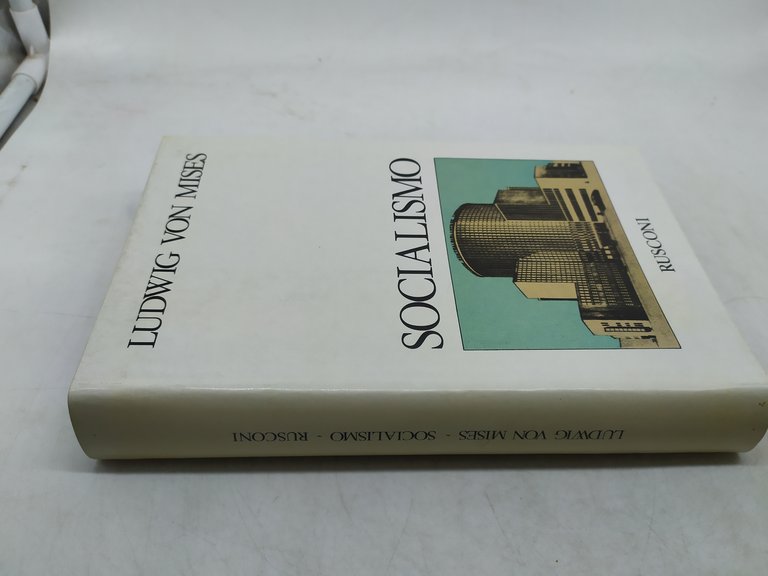 LUDWIG VON MISES
SOCIALISMO
RUSCONI
LUDWIG VON MISES - SOCIALISMO - RUSCONI